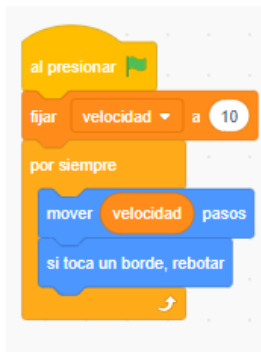 al presionar
fijar velocidad a 10
por siempre
mover velocidad pasos
si toca un borde, rebotar